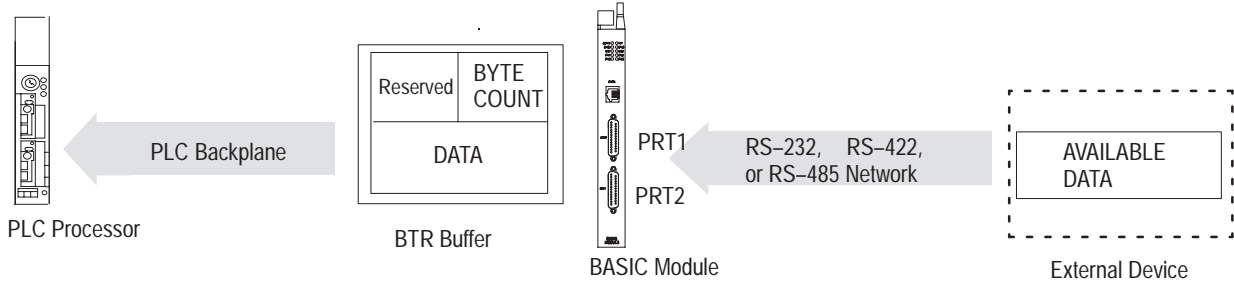 Reserved
BYTE
COUNT
DATA
PLC Backplane
PRT1
PRT2
RS–232, RS–422,
or RS–485 Network
AVAILABLE
DATA
PLC Processor
BTR Buffer
BASIC Module
External Device